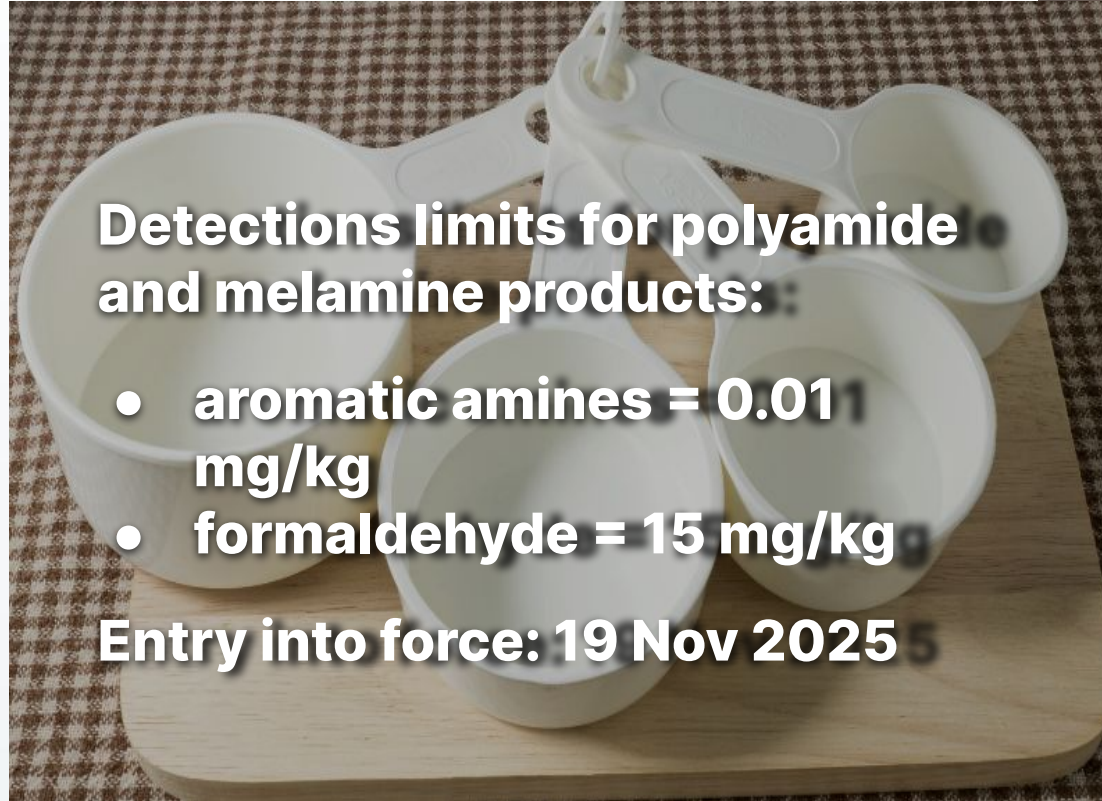 Detections limits for polyamide
and melamine products:
● aromatic amines = 0.01
mg/kg
● formaldehyde = 15 mg/kg
Entry into force: 19 Nov 2025